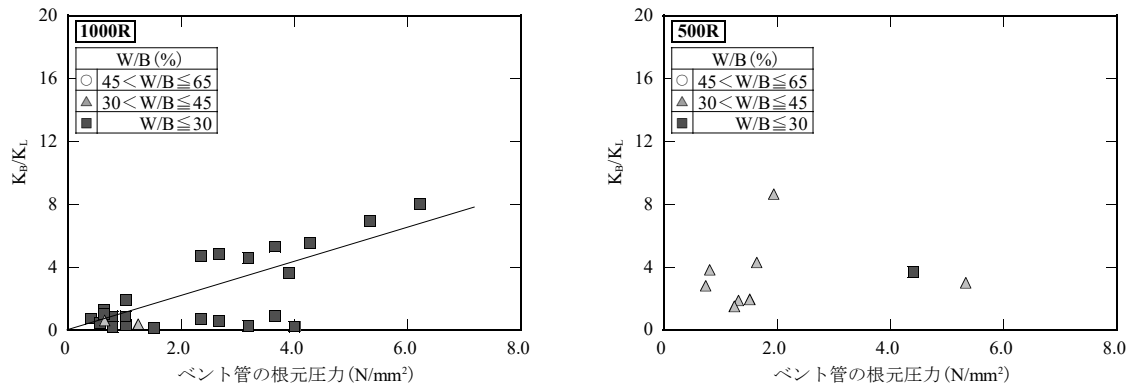 1000R
W/B(%)
○ 45＜W/B≦65
▲ 30＜W/B≦45
■ W/B≦30
20
16
12
8
4
0
K_B/K_L
0 2.0 4.0 6.0 8.0
ベント管の根元圧力(N/mm²)
500R
W/B(%)
○ 45＜W/B≦65
▲ 30＜W/B≦45
■ W/B≦30
20
16
12
8
4
0
K_B/K_L
0 2.0 4.0 6.0 8.0
ベント管の根元圧力(N/mm²)